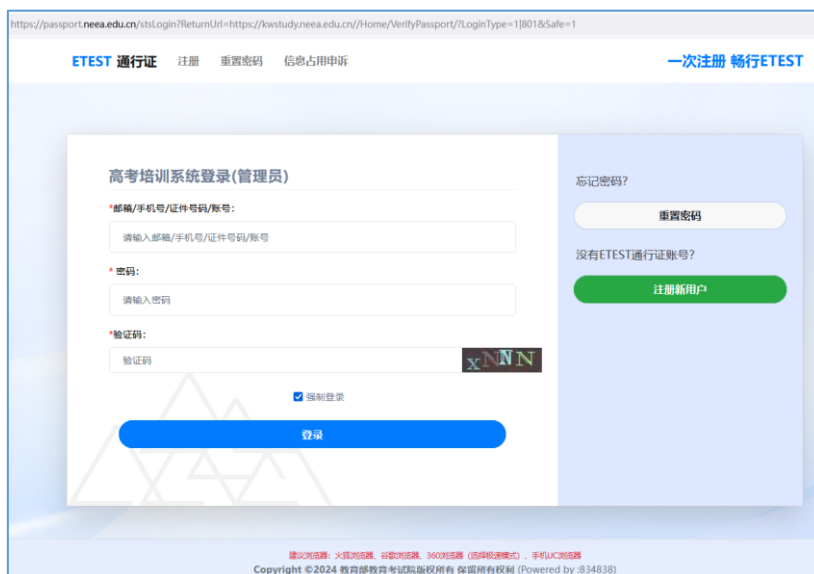 https://passport.neea.edu.cn/stsLogin?ReturnUrl=https://kwstudy.neea.edu.cn//Home/VerifyPassport/?LoginType=1|801&Safe=1
ETEST 通行证 注册 重置密码 信息占用申诉 一次注册 畅行ETEST
高考培训系统登录(管理员)
*邮箱/手机号/证件号码/账号:
请输入邮箱/手机号/证件号码/账号
* 密码:
请输入密码
*验证码:
验证码 xNNN
强制登录
登录
忘记密码?
重置密码
没有ETEST通行证账号?
注册新用户
建议浏览器: 火狐浏览器、谷歌浏览器、360浏览器 (选择极速模式) 、手机UC浏览器
Copyright ©2024 教育部教育考试院版权所有 保留所有权利 (Powered by :834838)